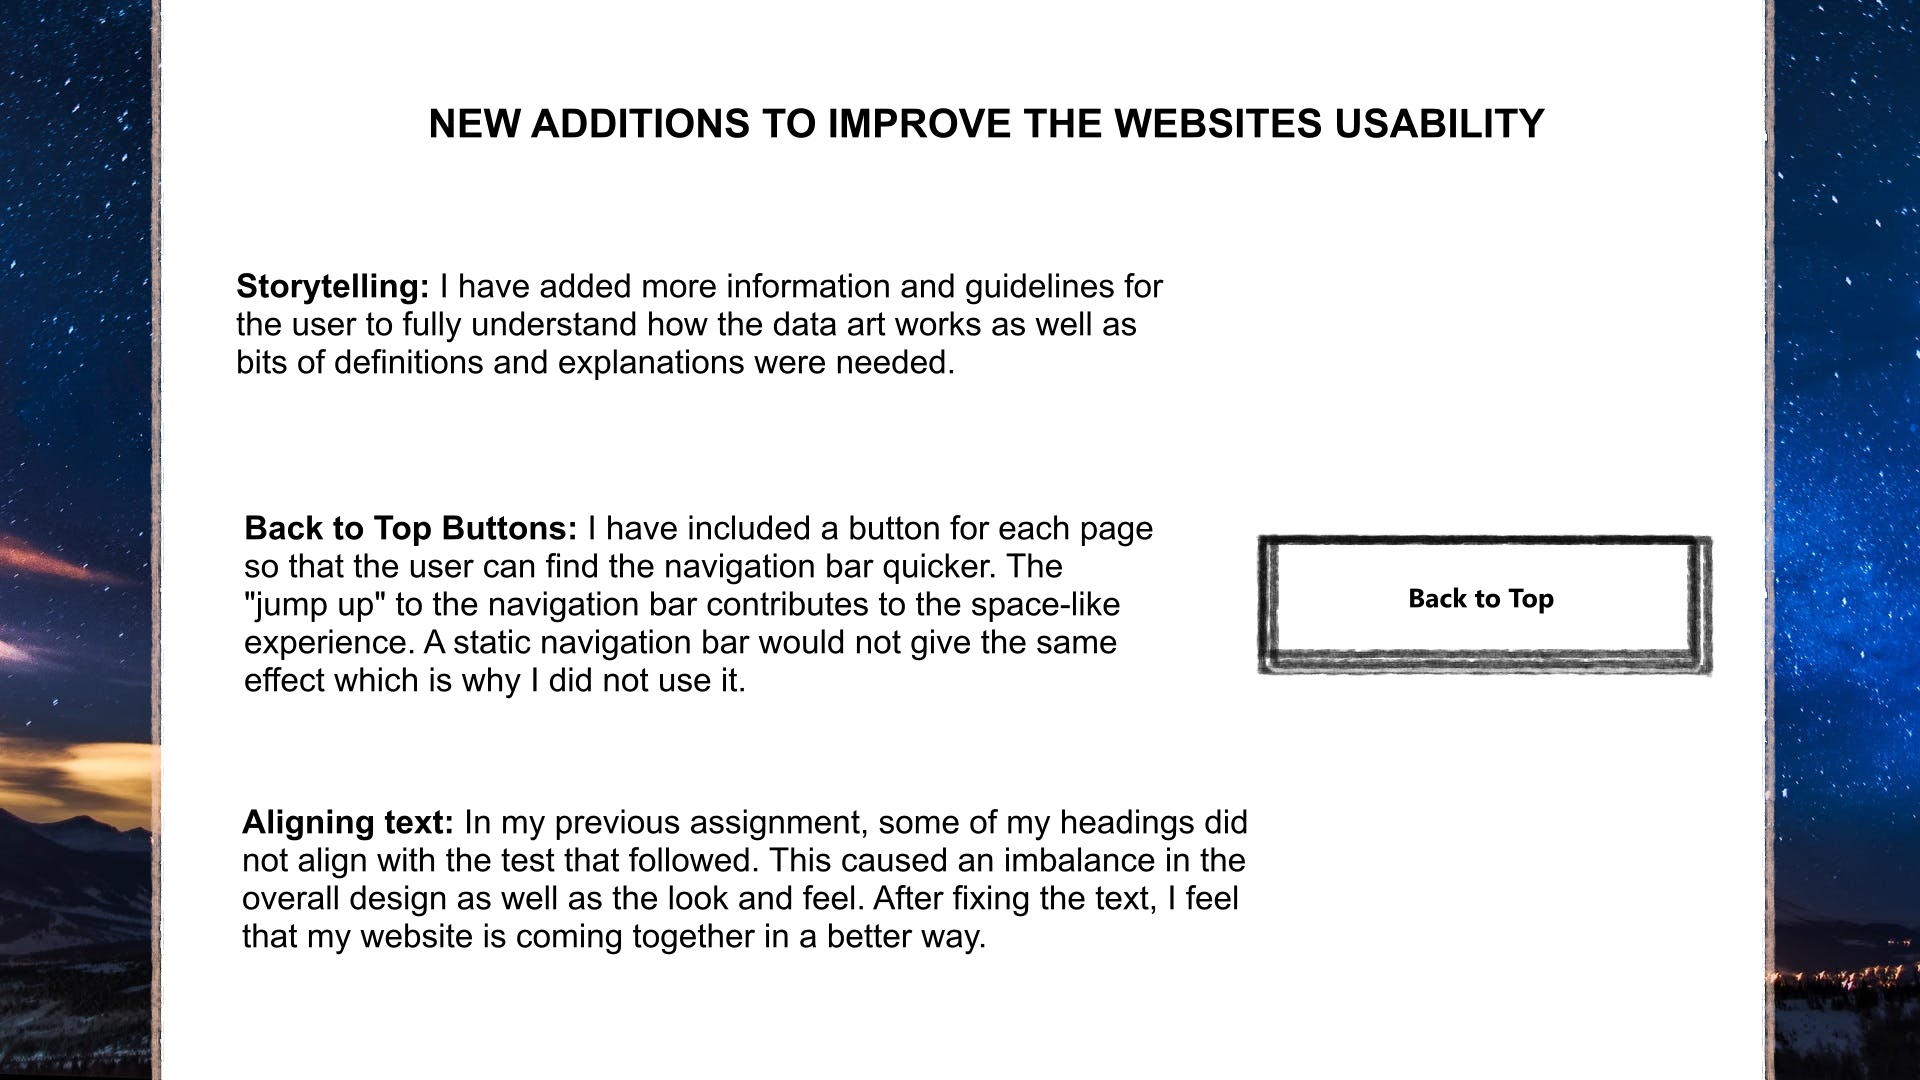 NEW ADDITIONS TO IMPROVE THE WEBSITES USABILITY
Storytelling: I have added more information and guidelines for
the user to fully understand how the data art works as well as
bits of definitions and explanations were needed.
Back to Top Buttons: I have included a button for each page
so that the user can find the navigation bar quicker. The
"jump up" to the navigation bar contributes to the space-like
experience. A static navigation bar would not give the same
effect which is why I did not use it.
Back to Top
Aligning text: In my previous assignment, some of my headings did
not align with the test that followed. This caused an imbalance in the
overall design as well as the look and feel. After fixing the text, I feel
that my website is coming together in a better way.